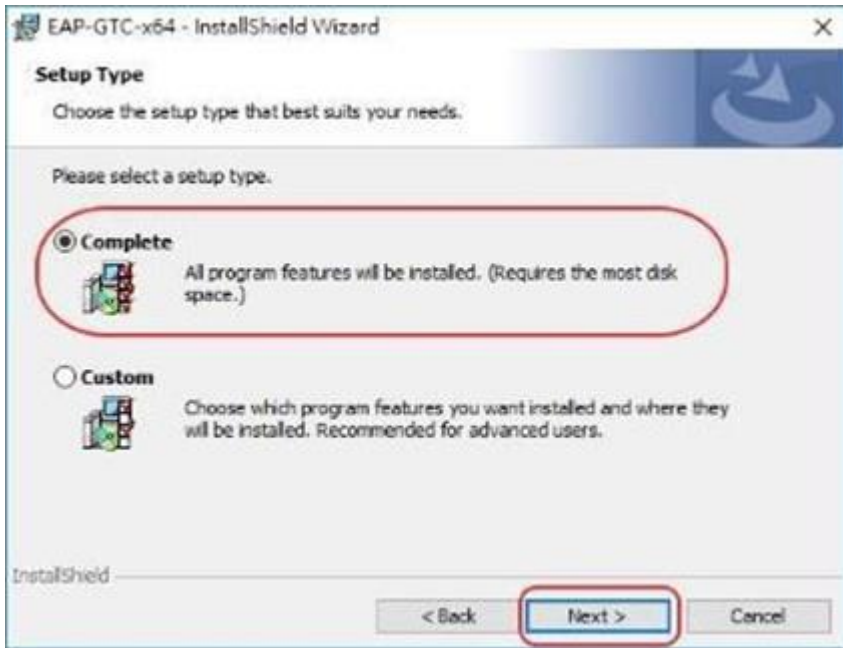 EAP-GTC-x64 - InstallShield Wizard
Setup Type
Choose the setup type that best suits your needs.
Please select a setup type.
Complete
All program features will be installed. (Requires the most disk
space.)
Custom
Choose which program features you want installed and where they
will be installed. Recommended for advanced users.
InstallShield
< Back
Next >
Cancel